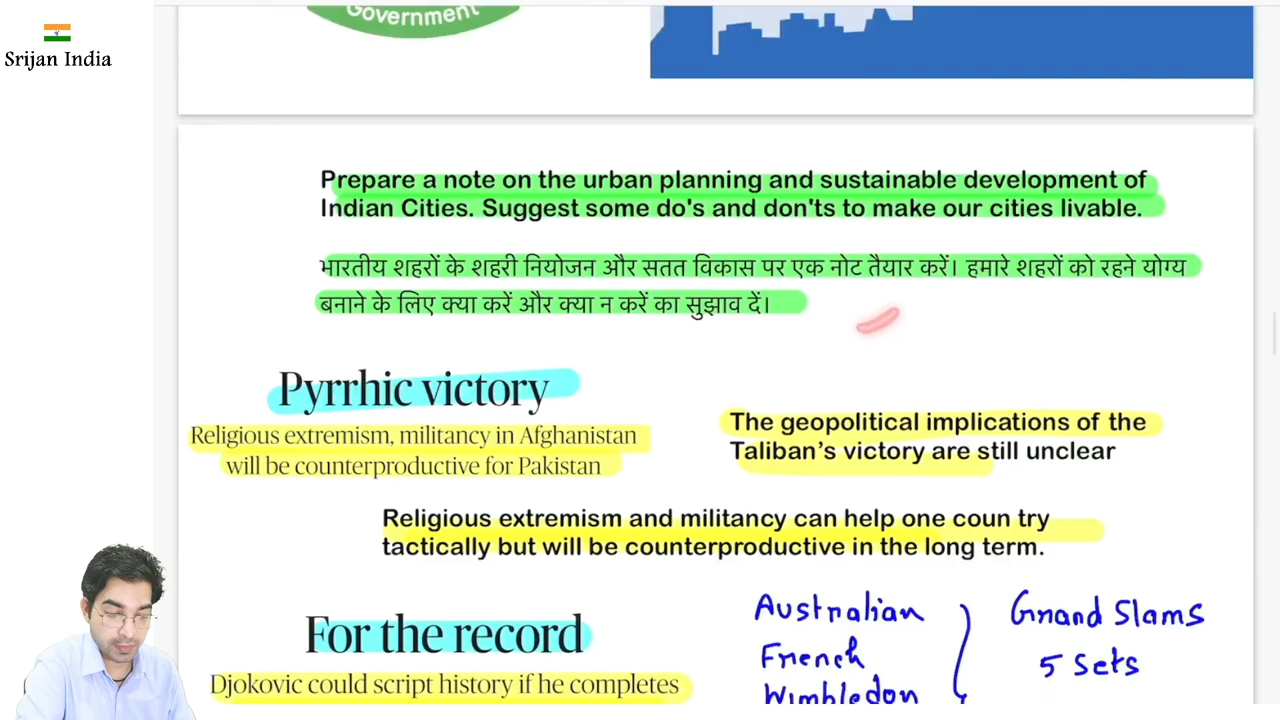 Government
Srijan India
Prepare a note on the urban planning and sustainable development of
Indian Cities. Suggest some do's and don'ts to make our cities livable.
भारतीय शहरों के शहरी नियोजन और सतत विकास पर एक नोट तैयार करें। हमारे शहरों को रहने योग्य
बनाने के लिए क्या करें और क्या न करें का सुझाव दें।
Pyrrhic victory
Religious extremism, militancy in Afghanistan
will be counterproductive for Pakistan
The geopolitical implications of the
Taliban’s victory are still unclear
Religious extremism and militancy can help one coun try
tactically but will be counterproductive in the long term.
For the record
Djokovic could script history if he completes
Australian
French
Wimbledon
Grand Slams
5 Sets